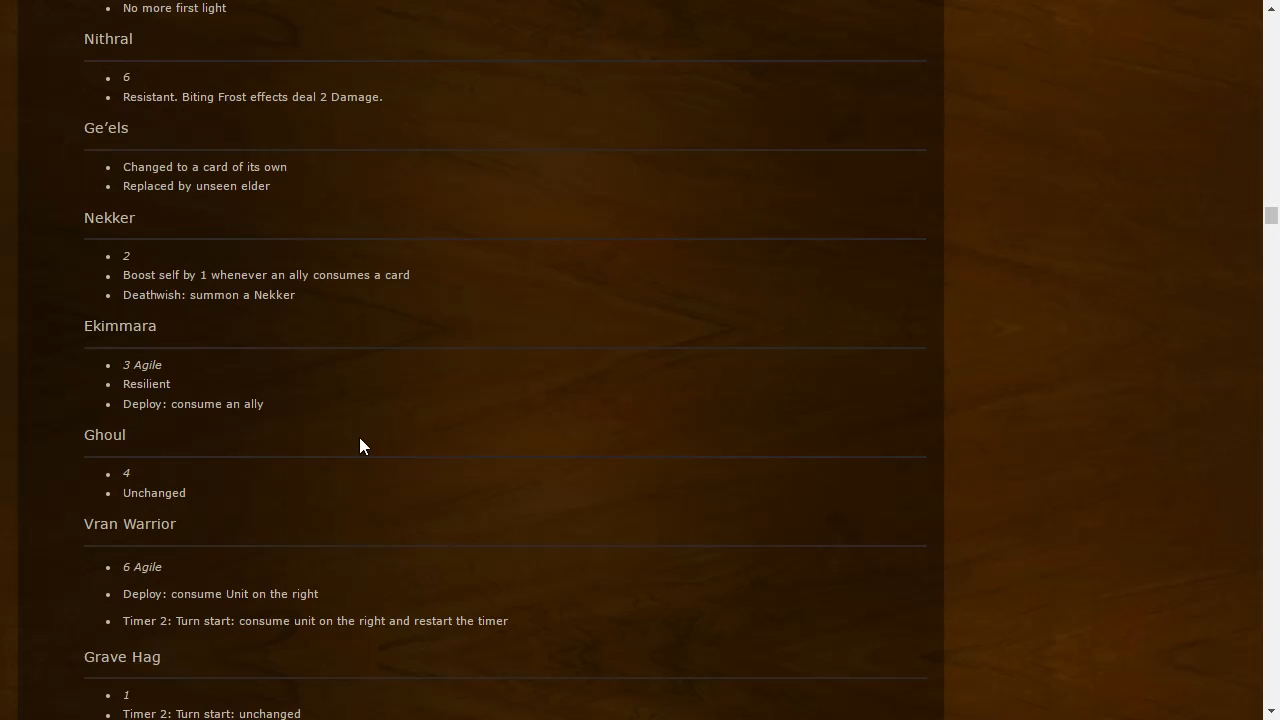 No more first light
Nithral
6
Resistant. Biting Frost effects deal 2 Damage.
Ge’els
Changed to a card of its own
Replaced by unseen elder
Nekker
2
Boost self by 1 whenever an ally consumes a card
Deathwish: summon a Nekker
Ekimmara
3 Agile
Resilient
Deploy: consume an ally
Ghoul
4
Unchanged
Vran Warrior
6 Agile
Deploy: consume Unit on the right
Timer 2: Turn start: consume unit on the right and restart the timer
Grave Hag
1
Timer 2: Turn start: unchanged